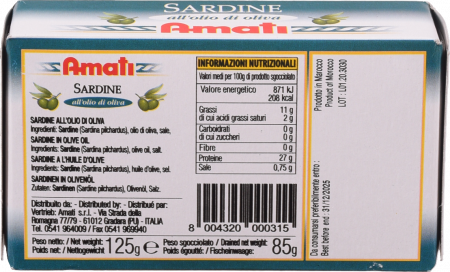 SARDINE
all'olio di oliva
Amati
Amati
SARDINE
all'olio di oliva
SARDINE ALL'OLIO DI OLIVA
Ingredienti: Sardine (Sardina pilchardus), olio di oliva, sale,
SARDINE IN OLIVE OIL
Ingredient: Sardine (Sardina pilchardus), olive oil, salt.
SARDINE A L'HUILE D'OLIVE
Ingredient: Sardine (Sardina pilchardus), huile d'olive, sel.
SARDINEN IN OLIVENÖL
Zutaten: Sardinen (Sardina pilchardus), Olivenöl, Salz.
Distribuito da: - Distributed by: - Distribué par:
Vertrieb: Amati s.r.l. - Via Strada della
Romagna 77/79 - 61012 Gradara (PU) - ITALIA
Tel. 0541 964009 / Fax 0541 969940
Peso netto: / Net weight:
Poids net: / Nettogewicht
125g e
INFORMAZIONI NUTRIZIONALI
Valori medi per 100g di prodotto sgocciolato
Valore energetico 871 kJ
208 kcal
Grassi 11 g
di cui acidi grassi saturi 2 g
Carboidrati 0 g
di cui zuccheri 0 g
Fibre 0 g
Proteine 27 g
Sale 0,75 g
8 004320 000315
Peso sgocciolato / Drained net weight:
Poids égoutté: / Fischeinwaage:
85g
Prodotto in Marocco
Product of Morocco
LOT: L01.20.3030
Da consumarsi preferibilmente entro :
Best before end :
31/12/2025